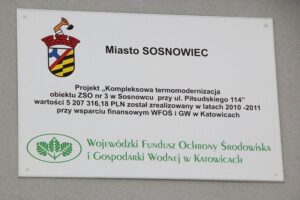 Miasto SOSNOWIEC
Projekt „Kompleksowa termomodernizacja
obiektu ZSO nr 3 w Sosnowcu przy ul. Piłsudskiego 114”
wartości 5 207 316,18 PLN został zrealizowany w latach 2010 -2011
przy wsparciu finansowym WFOŚ i GW w Katowicach
Wojewódzki Fundusz Ochrony Środowiska
i Gospodarki Wodnej w Katowicach